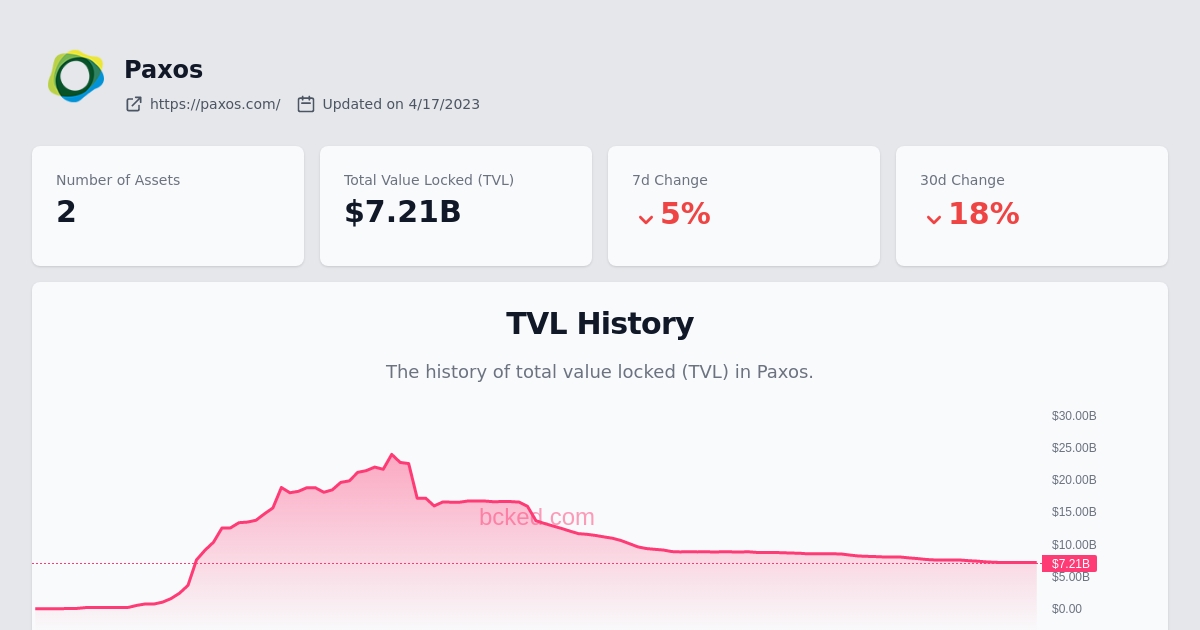 Paxos
https://paxos.com/ Updated on 4/17/2023
Number of Assets
2
Total Value Locked (TVL)
$7.21B
7d Change
5%
30d Change
18%
TVL History
The history of total value locked (TVL) in Paxos.
$30.00B
$25.00B
$20.00B
$15.00B
bcked.com
$10.00B
$7.21B
$5.00B
$0.00